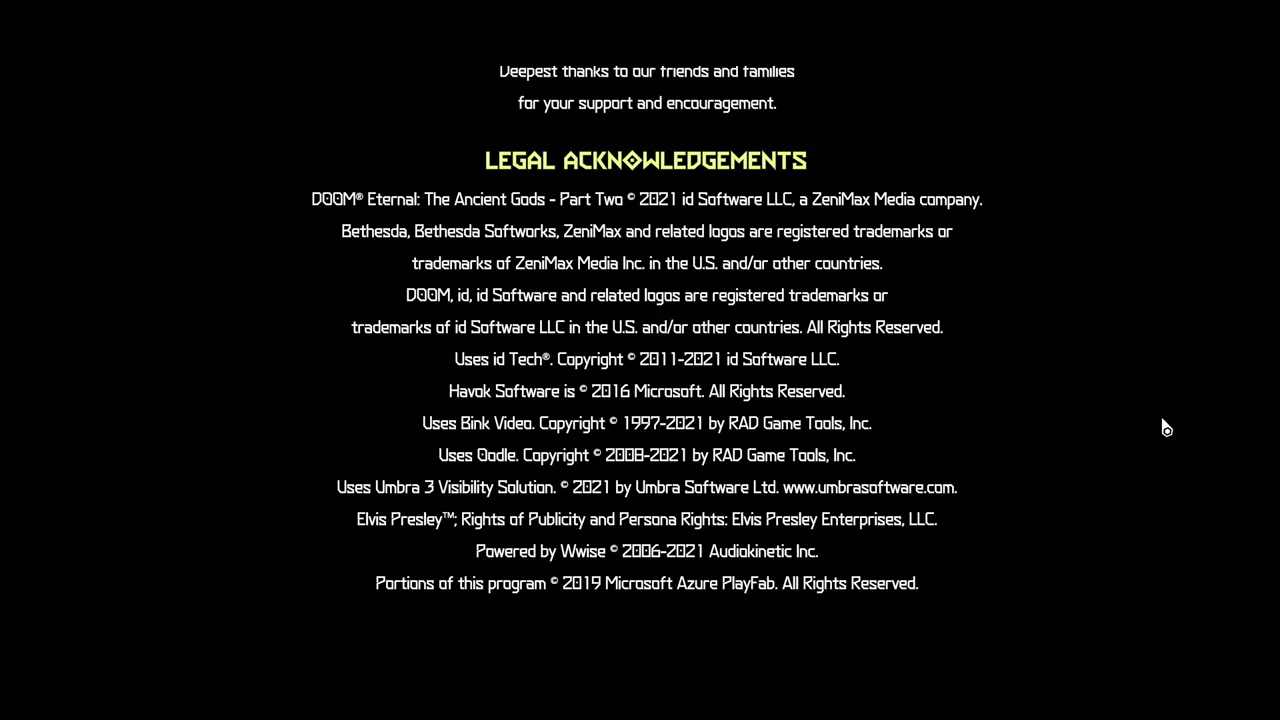 Deepest thanks to our friends and families
for your support and encouragement.
LEGAL ACKNOWLEDGEMENTS
DOOM® Eternal: The Ancient Gods - Part Two © 2021 id Software LLC, a ZeniMax Media company.
Bethesda, Bethesda Softworks, ZeniMax and related logos are registered trademarks or
trademarks of ZeniMax Media Inc. in the U.S. and/or other countries.
DOOM, id, id Software and related logos are registered trademarks or
trademarks of id Software LLC in the U.S. and/or other countries. All Rights Reserved.
Uses id Tech®. Copyright © 2011-2021 id Software LLC.
Havok Software is © 2016 Microsoft. All Rights Reserved.
Uses Bink Video. Copyright © 1997-2021 by RAD Game Tools, Inc.
Uses Oodle. Copyright © 2008-2021 by RAD Game Tools, Inc.
Uses Umbra 3 Visibility Solution. © 2021 by Umbra Software Ltd. www.umbrasoftware.com.
Elvis Presley™; Rights of Publicity and Persona Rights: Elvis Presley Enterprises, LLC.
Powered by Wwise © 2006-2021 Audiokinetic Inc.
Portions of this program © 2019 Microsoft Azure PlayFab. All Rights Reserved.